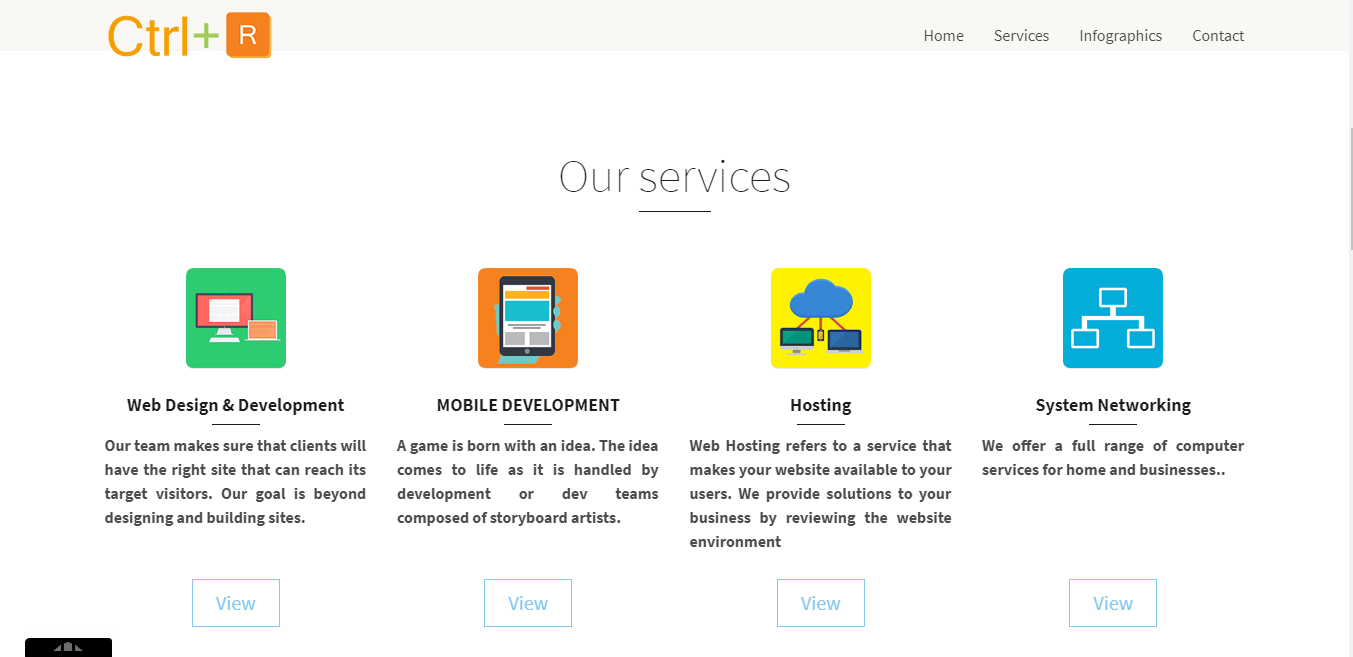 Ctrl+ R
Home Services Infographics Contact
Our services
Web Design & Development
Our team makes sure that clients will
have the right site that can reach its
target visitors. Our goal is beyond
designing and building sites.
View
MOBILE DEVELOPMENT
A game is born with an idea. The idea
comes to life as it is handled by
development or dev teams
composed of storyboard artists.
View
Hosting
Web Hosting refers to a service that
makes your website available to your
users. We provide solutions to your
business by reviewing the website
environment
View
System Networking
We offer a full range of computer
services for home and businesses..
View